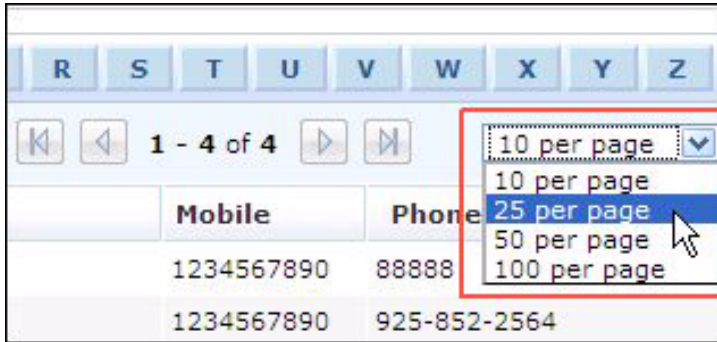 R S T U V W X Y Z
1 - 4 of 4 10 per page
10 per page
Mobile Phone 25 per page
50 per page
1234567890 88888 100 per page
1234567890 925-852-2564